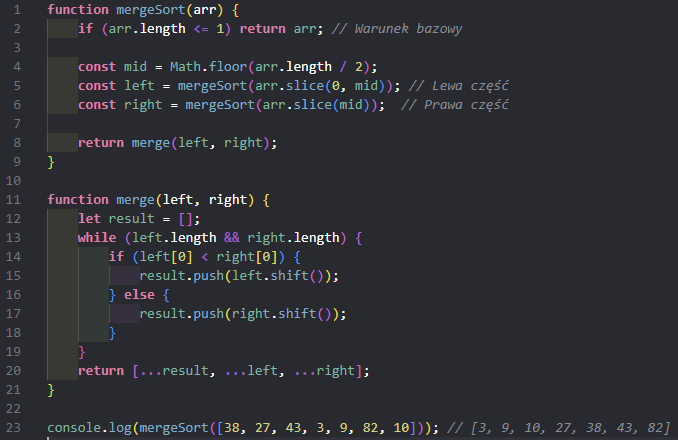 1 function mergeSort(arr) {
2     if (arr.length <= 1) return arr; // Warunek bazowy
3
4     const mid = Math.floor(arr.length / 2);
5     const left = mergeSort(arr.slice(0, mid)); // Lewa część
6     const right = mergeSort(arr.slice(mid));  // Prawa część
7
8     return merge(left, right);
9 }
10
11 function merge(left, right) {
12     let result = [];
13     while (left.length && right.length) {
14         if (left[0] < right[0]) {
15             result.push(left.shift());
16         } else {
17             result.push(right.shift());
18         }
19     }
20     return [...result, ...left, ...right];
21 }
22
23 console.log(mergeSort([38, 27, 43, 3, 9, 82, 10])); // [3, 9, 10, 27, 38, 43, 82]